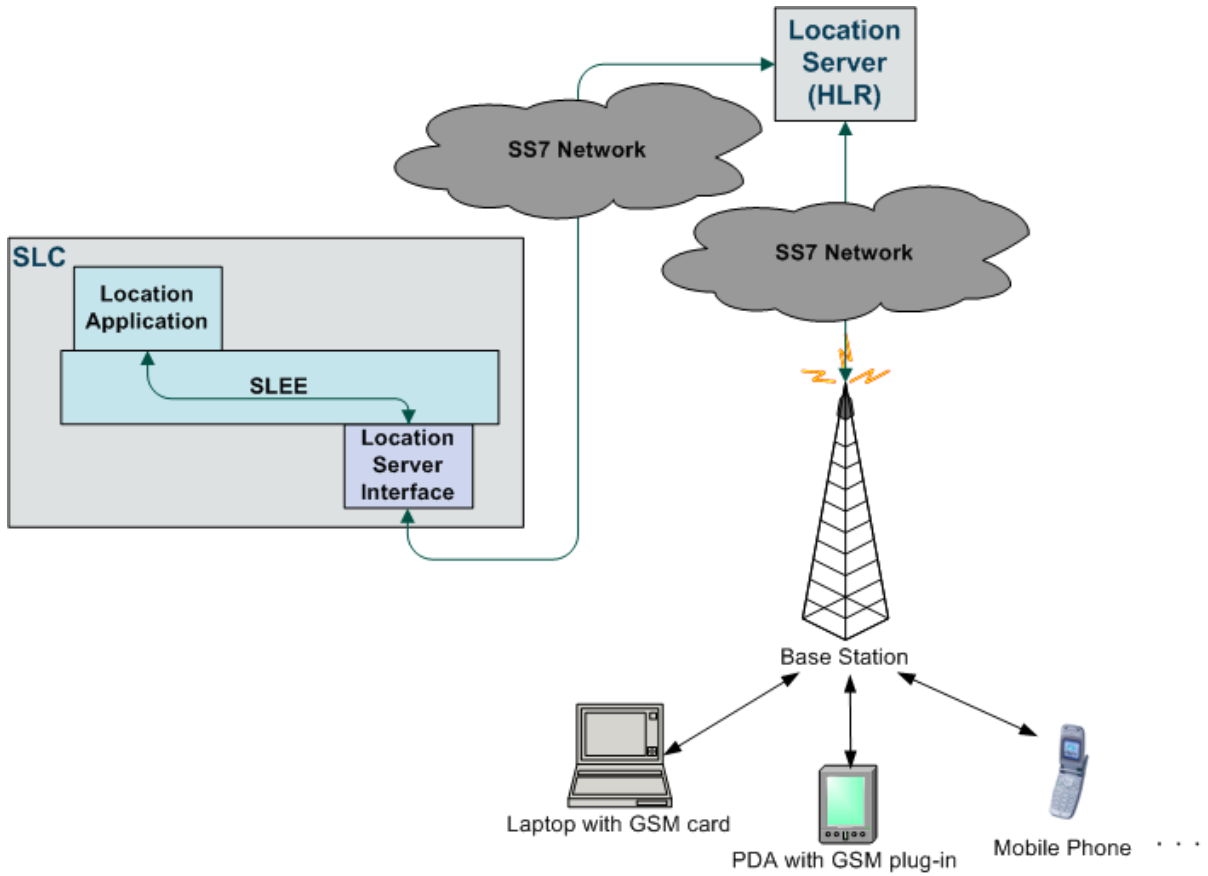 Location
Server
(HLR)
SS7 Network
SS7 Network
SLC
Location
Application
SLEE
Location
Server
Interface
Base Station
Laptop with GSM card
PDA with GSM plug-in
Mobile Phone . . .